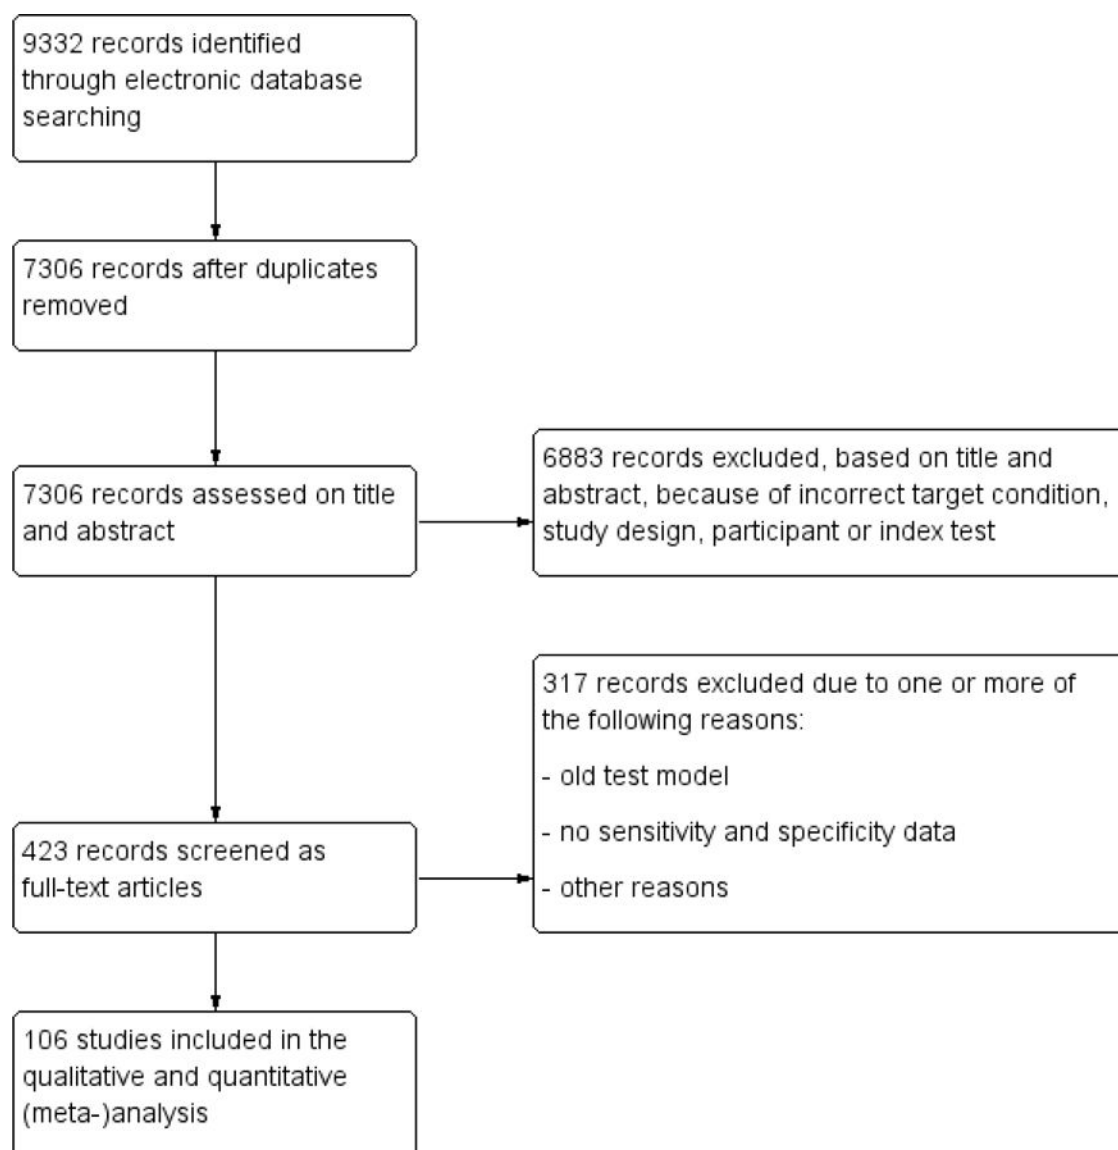 9332 records identified
through electronic database
searching
7306 records after duplicates
removed
7306 records assessed on title
and abstract
6883 records excluded, based on title and
abstract, because of incorrect target condition,
study design, participant or index test
423 records screened as
full-text articles
317 records excluded due to one or more of
the following reasons:
- old test model
- no sensitivity and specificity data
- other reasons
106 studies included in the
qualitative and quantitative
(meta-)analysis